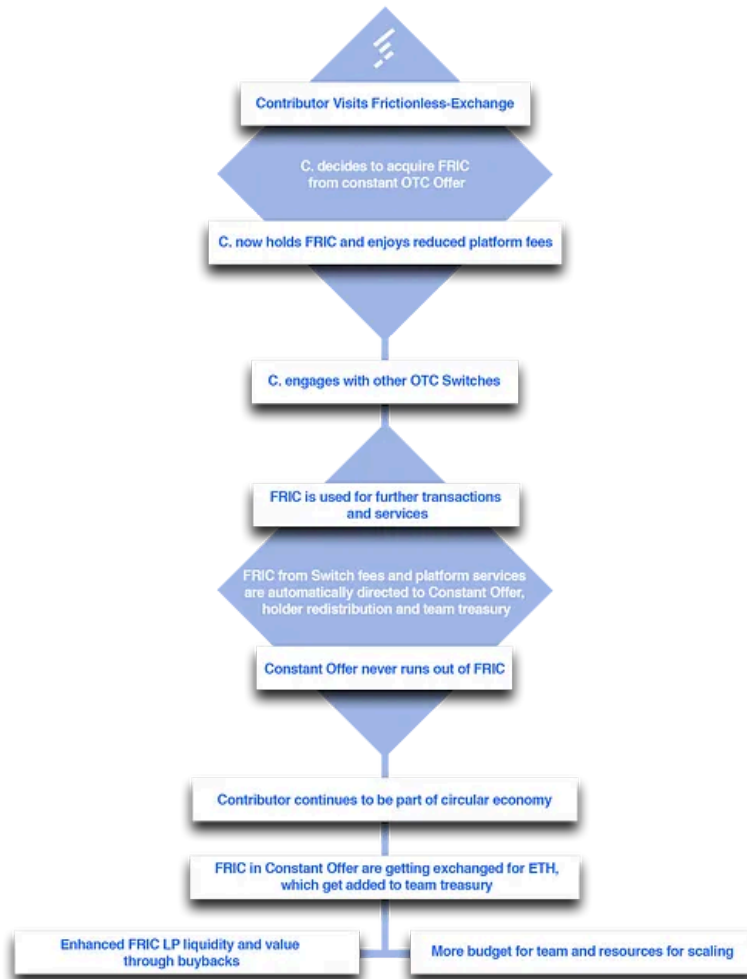 Contributor Visits Frictionless-Exchange
C. decides to acquire FRIC
from constant OTC Offer
C. now holds FRIC and enjoys reduced platform fees
C. engages with other OTC Switches
FRIC is used for further transactions
and services
FRIC from Switch fees and platform services
are automatically directed to Constant Offer,
holder redistribution and team treasury
Constant Offer never runs out of FRIC
Contributor continues to be part of circular economy
FRIC in Constant Offer are getting exchanged for ETH,
which get added to team treasury
Enhanced FRIC LP liquidity and value
through buybacks
More budget for team and resources for scaling